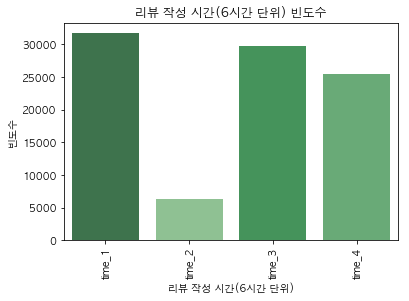 리뷰 작성 시간(6시간 단위) 빈도수
30000
25000
20000
15000
10000
5000
0
빈도수
time_1
time_2
time_3
time_4
리뷰 작성 시간(6시간 단위)